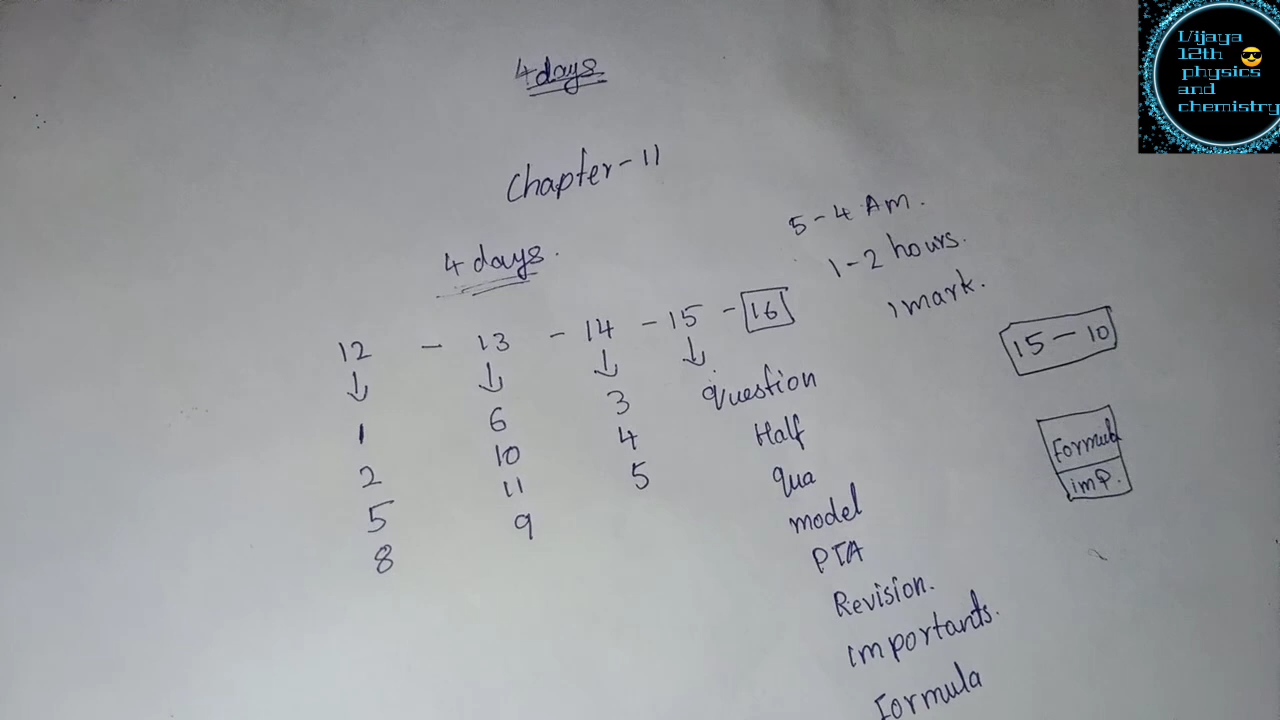 Vijaya
12th 😎
physics
and
chemistry
4 days
Chapter - 11
4 days.
5 - 4 Am.
1 - 2 hours.
1 mark.
12 - 13 - 14 - 15 - 16
15 - 10
↓ ↓ ↓ ↓
1 6 3 question
2 10 4 Half
5 11 5 qua
8 9 model
PTA
Revision.
importants.
Formula
Formula
imp.